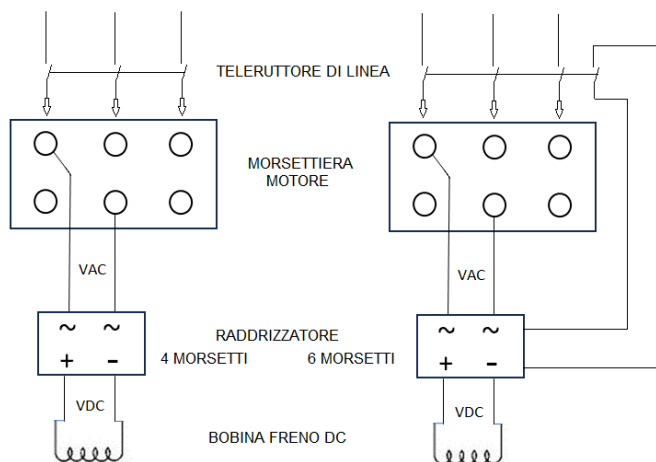 TELERUTTORE DI LINEA
MORSETTIERA
MOTORE
VAC
VAC
RADDRIZZATORE
~ ~
~ ~
4 MORSETTI
6 MORSETTI
+ -
+ -
VDC
VDC
BOBINA FRENO DC